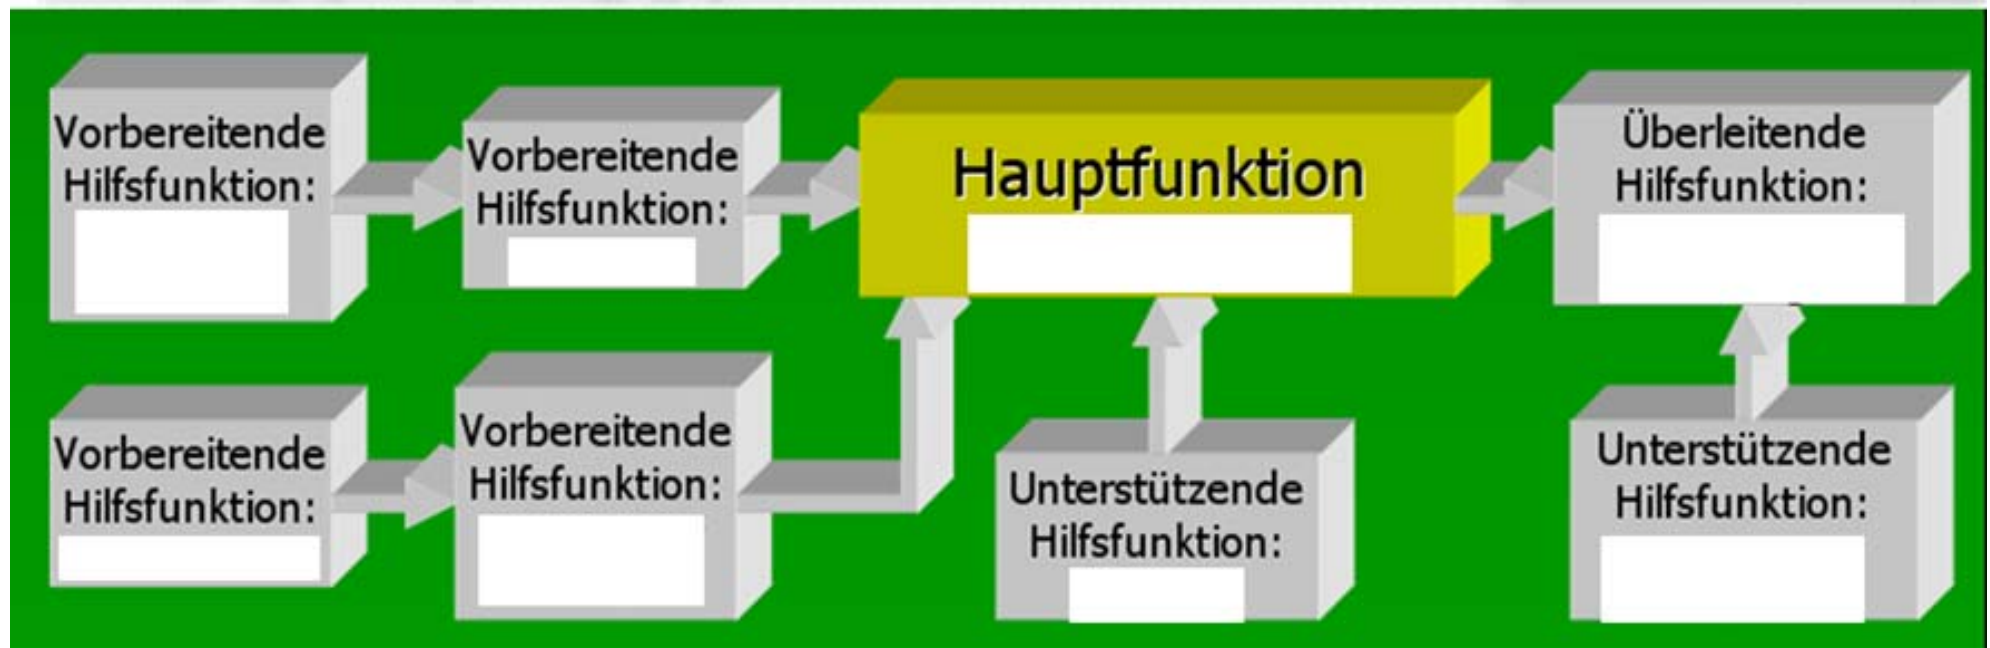 Vorbereitende
Hilfsfunktion:
Vorbereitende
Hilfsfunktion:
Hauptfunktion
Überleitende
Hilfsfunktion:
Vorbereitende
Hilfsfunktion:
Vorbereitende
Hilfsfunktion:
Unterstützende
Hilfsfunktion:
Unterstützende
Hilfsfunktion: